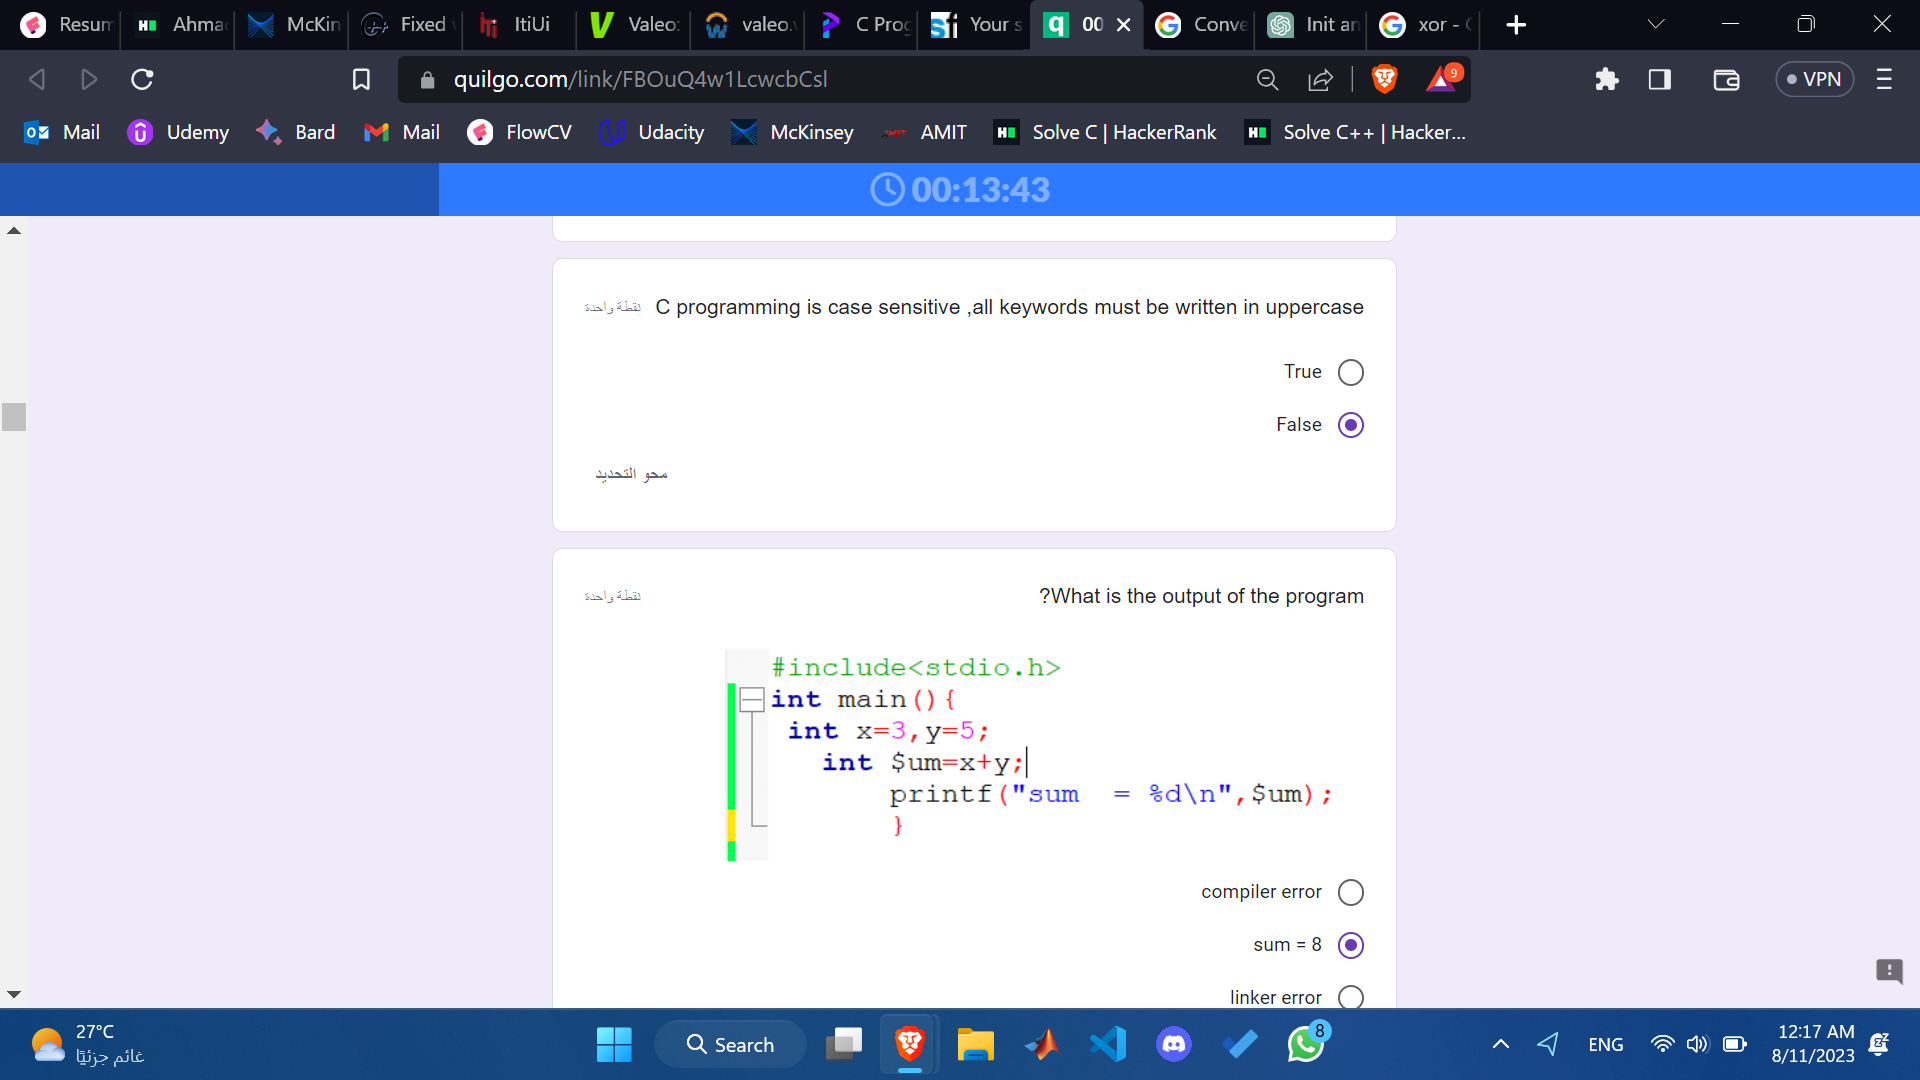 Resum
Ahma
McKin
Fixed
ItiUi
Valeo:
valeo.
C Prog
Your s
00
Conve
Init an
xor -
quilgo.com/link/FBOuQ4w1LcwcbCsl
9
VPN
Mail
Udemy
Bard
Mail
FlowCV
Udacity
McKinsey
AMIT
Solve C | HackerRank
Solve C++ | Hacker...
00:13:43
C programming is case sensitive ,all keywords must be written in uppercase
نقطة واحدة
True
False
محو التحديد
?What is the output of the program
نقطة واحدة
#include<stdio.h>
int main(){
int x=3,y=5;
int $um=x+y;
printf("sum  = %d\n",$um);
}
compiler error
sum = 8
linker error
27°C
غائم جزئيًا
Search
8
ENG
12:17 AM
8/11/2023